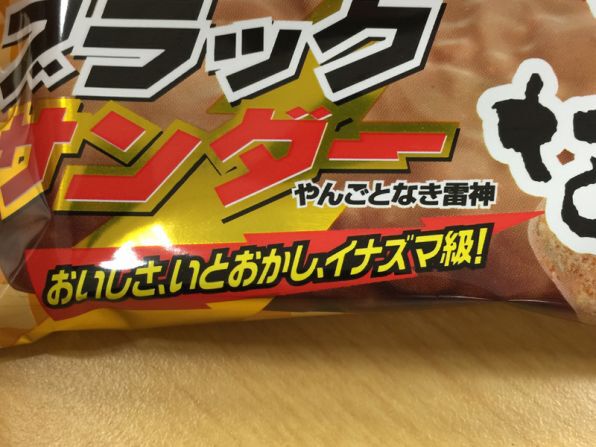 ブラック
サンダー
やんごとなき雷神
おいしさ、いとおかし、イナズマ級!